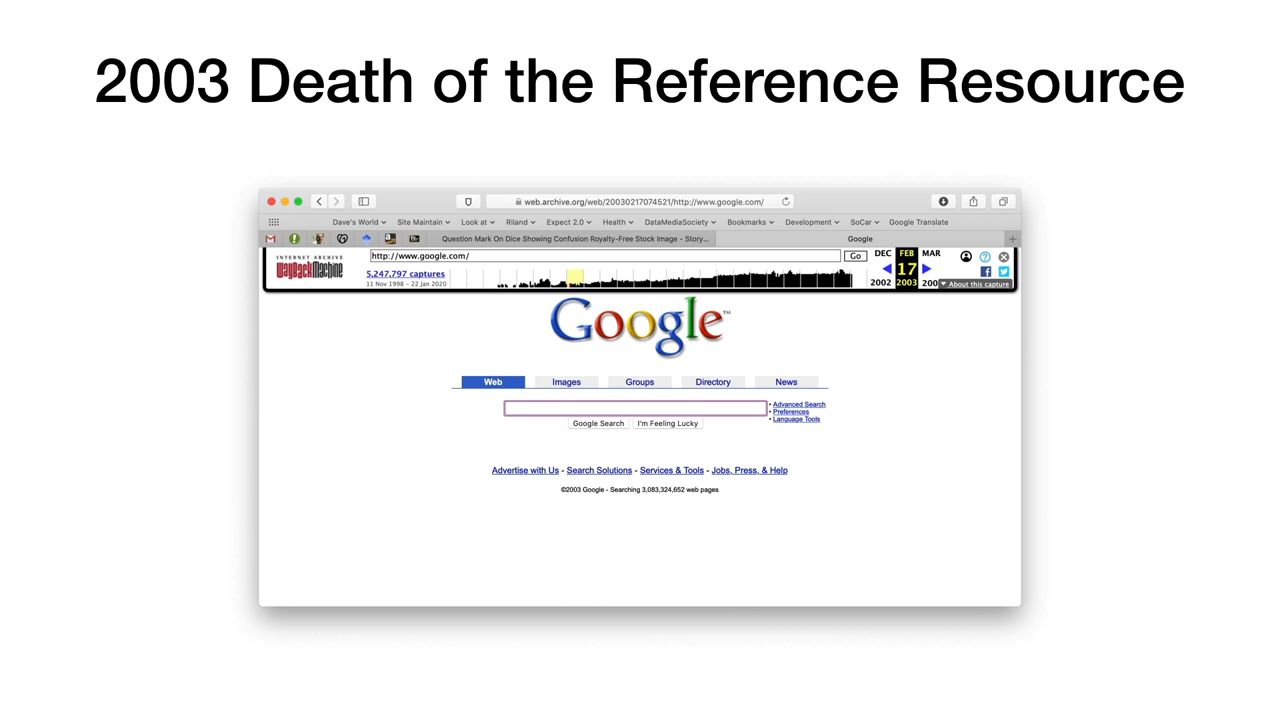 2003 Death of the Reference Resource
web.archive.org/web/20030217074521/http://www.google.com/
Dave's World Site Maintain Look at Riland Expect 2.0 Health DataMediaSociety Bookmarks Development SoCar Google Translate
Question Mark On Dice Showing Confusion Royalty-Free Stock Image - Story... Google
INTERNET ARCHIVE
WayBackMachine
http://www.google.com/ Go
DEC FEB MAR
5,247,797 captures
17
11 Nov 1998 – 22 Jan 2020
2002 2003 200
About this capture
Google™
Web Images Groups Directory News
• Advanced Search
• Preferences
• Language Tools
Google Search I'm Feeling Lucky
Advertise with Us - Search Solutions - Services & Tools - Jobs, Press, & Help
©2003 Google - Searching 3,083,324,652 web pages